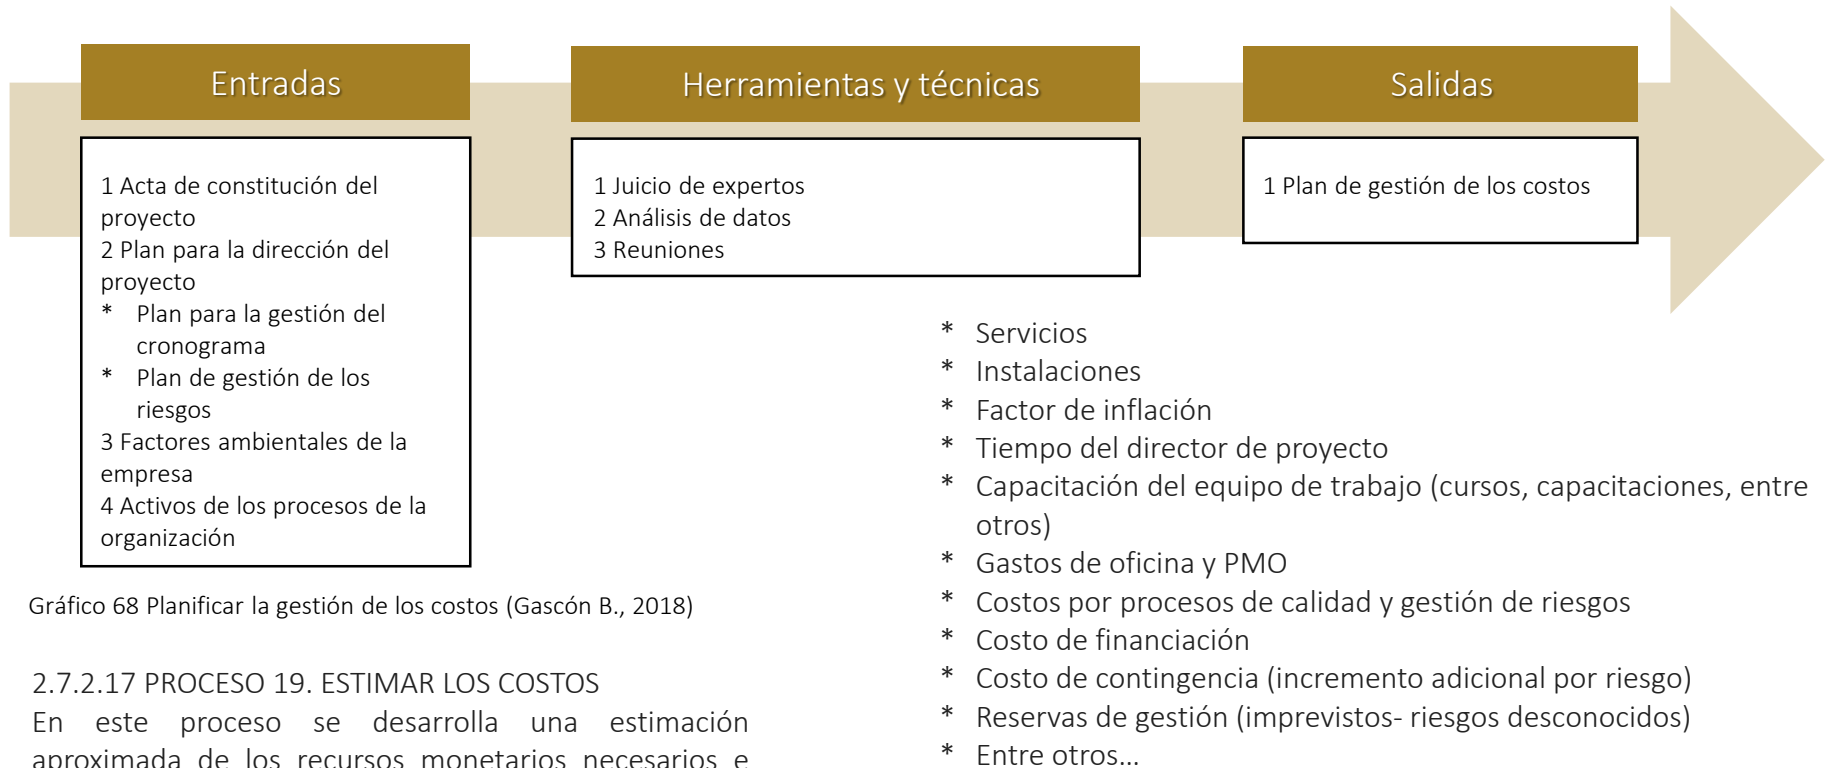 Entradas
1 Acta de constitución del
proyecto
2 Plan para la dirección del
proyecto
* Plan para la gestión del
cronograma
* Plan de gestión de los
riesgos
3 Factores ambientales de la
empresa
4 Activos de los procesos de la
organización
Herramientas y técnicas
1 Juicio de expertos
2 Análisis de datos
3 Reuniones
Salidas
1 Plan de gestión de los costos
Gráfico 68 Planificar la gestión de los costos (Gascón B., 2018)
2.7.2.17 PROCESO 19. ESTIMAR LOS COSTOS
En este proceso se desarrolla una estimación
aproximada de los recursos monetarios necesarios e
* Servicios
* Instalaciones
* Factor de inflación
* Tiempo del director de proyecto
* Capacitación del equipo de trabajo (cursos, capacitaciones, entre
otros)
* Gastos de oficina y PMO
* Costos por procesos de calidad y gestión de riesgos
* Costo de financiación
* Costo de contingencia (incremento adicional por riesgo)
* Reservas de gestión (imprevistos- riesgos desconocidos)
* Entre otros…